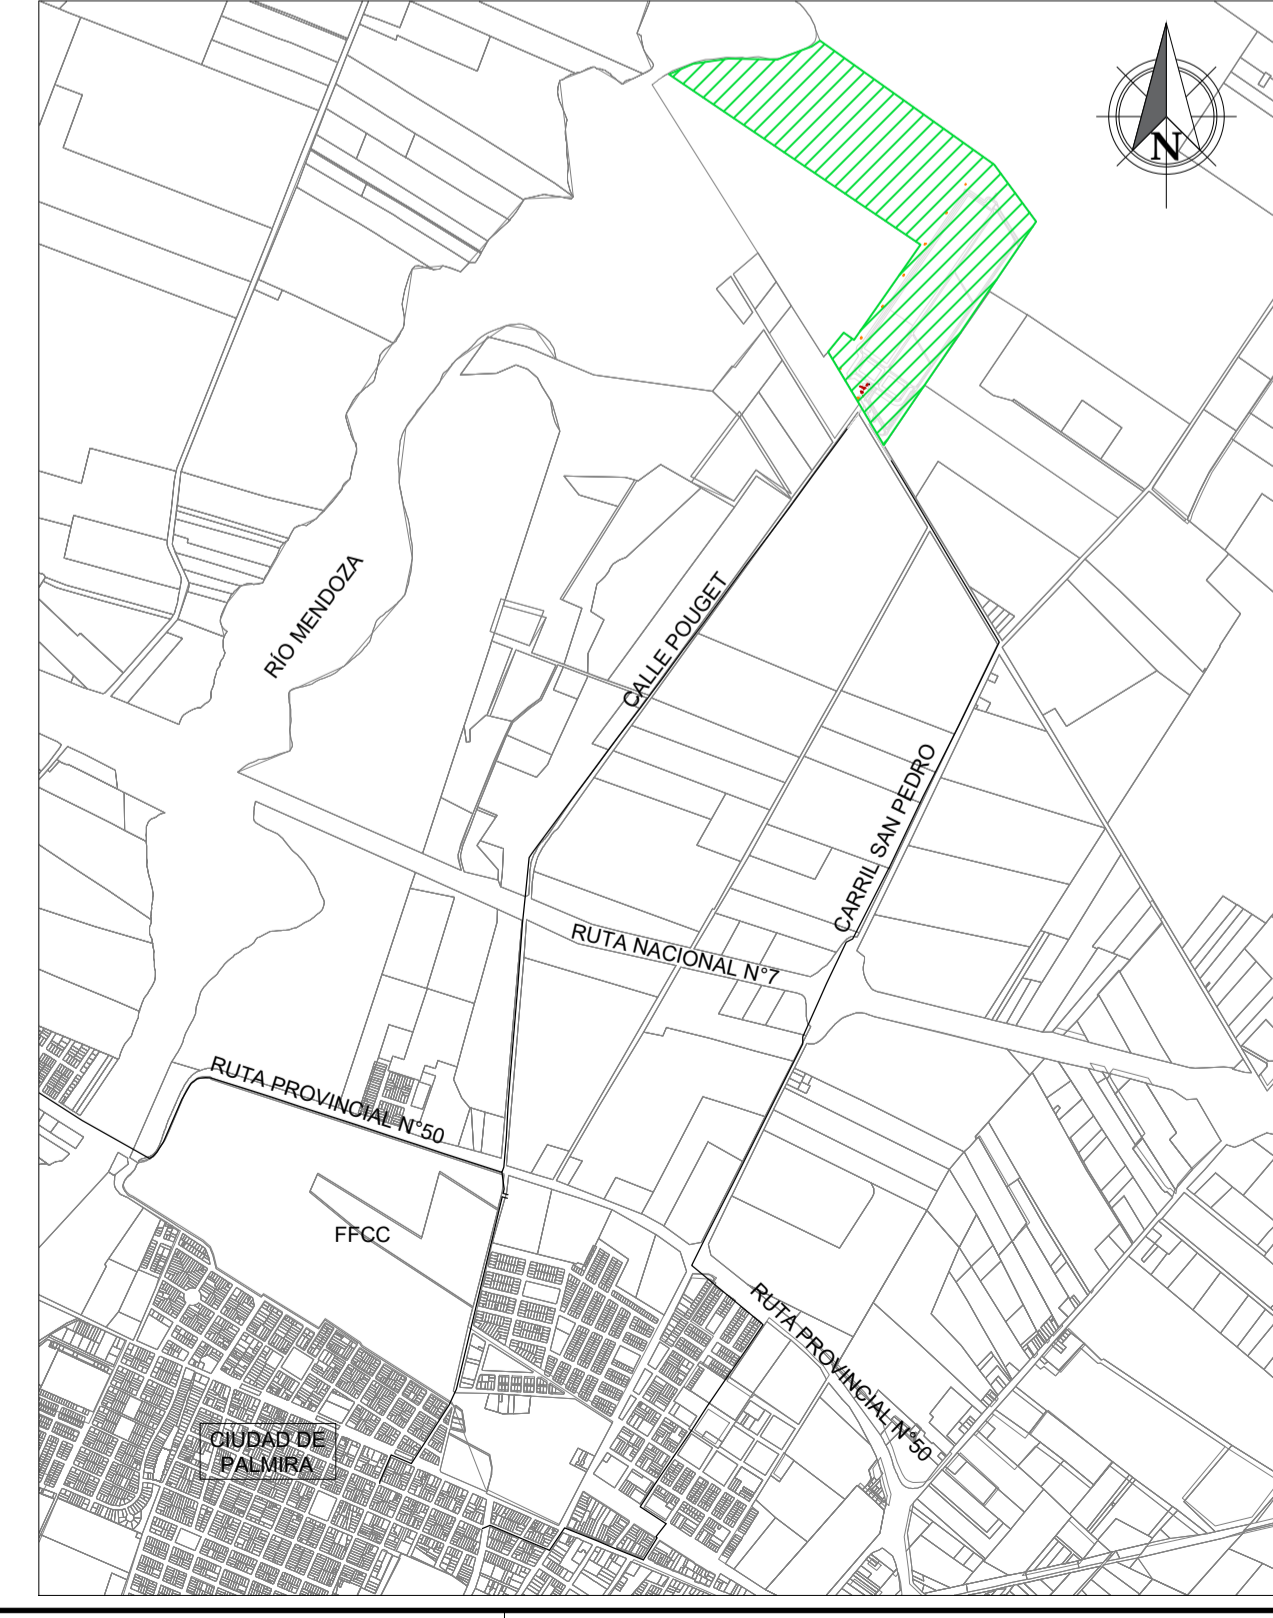 N
RÍO MENDOZA
CALLE POUGET
CARRIL SAN PEDRO
RUTA NACIONAL N°7
RUTA PROVINCIAL N°50
FFCC
RUTA PROVINCIAL N°50
CIUDAD DE
PALMIRA